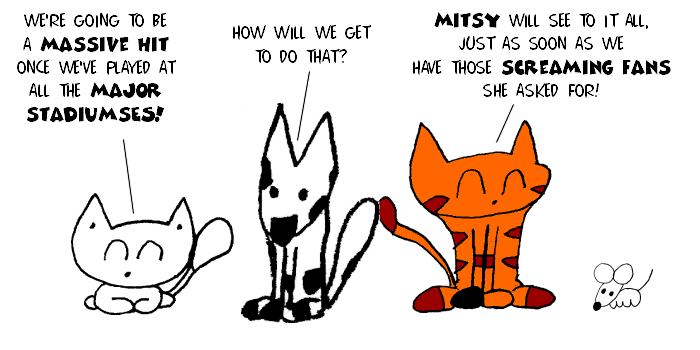 WE'RE GOING TO BE
A MASSIVE HIT
ONCE WE'VE PLAYED AT
ALL THE MAJOR
STADIUMSES!
HOW WILL WE GET
TO DO THAT?
MITSY WILL SEE TO IT ALL,
JUST AS SOON AS WE
HAVE THOSE SCREAMING FANS
SHE ASKED FOR!